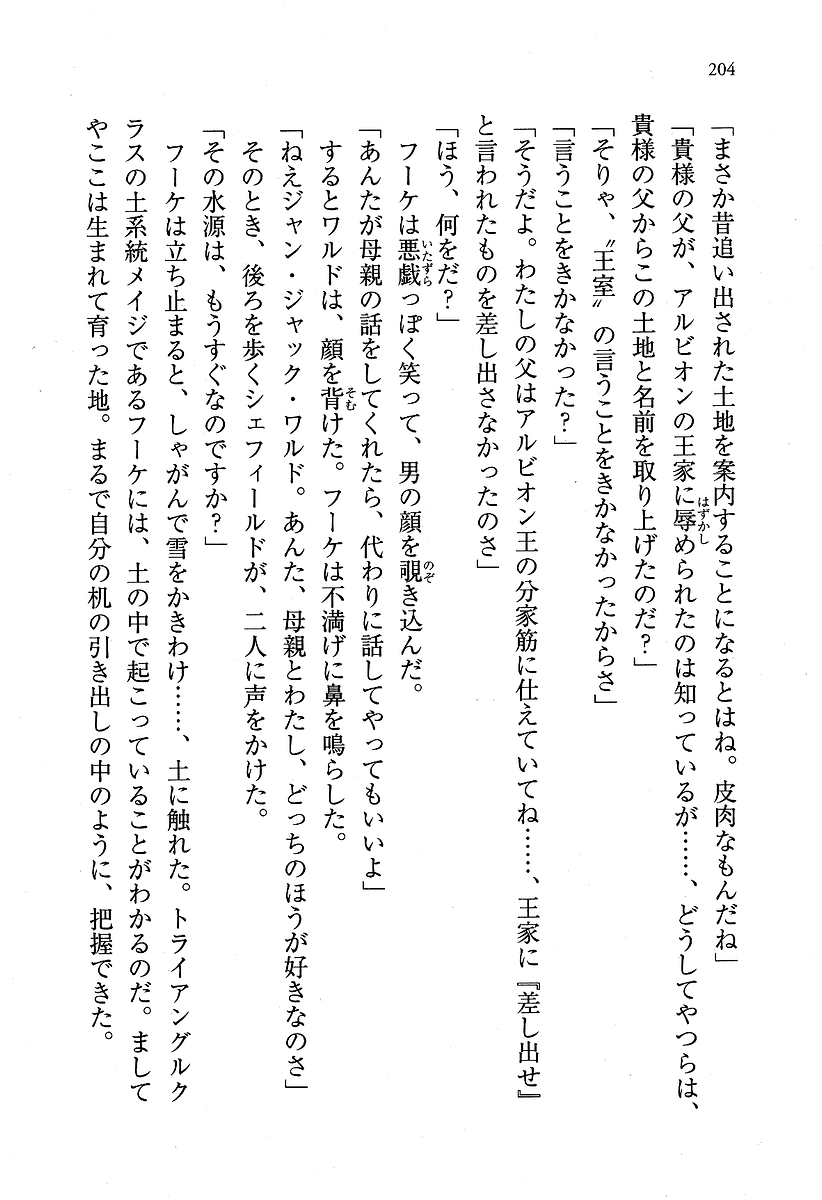 204
「まさか昔追い出された土地を案内することになるとはね。皮肉なもんだね」
「貴様の父が、アルビオンの王家に辱められたのは知っているが……、どうしてやつらは、
貴様の父からこの土地と名前を取り上げたのだ？」
「そりゃ、〝王室〟の言うことをきかなかったからさ」
「言うことをきかなかった？」
「そうだよ。わたしの父はアルビオン王の分家筋に仕えていてね……、王家に『差し出せ』
と言われたものを差し出さなかったのさ」
「ほう、何をだ？」
フーケは悪戯っぽく笑って、男の顔を覗き込んだ。
「あんたが母親の話をしてくれたら、代わりに話してやってもいいよ」
するとワルドは、顔を背けた。フーケは不満げに鼻を鳴らした。
「ねえジャン・ジャック・ワルド。あんた、母親とわたし、どっちのほうが好きなのさ」
そのとき、後ろを歩くシェフィールドが、二人に声をかけた。
「その水源は、もうすぐなのですか？」
フーケは立ち止まると、しゃがんで雪をかきわけ……、土に触れた。トライアングルク
ラスの土系統メイジであるフーケには、土の中で起こっていることがわかるのだ。まして
やここは生まれて育った地。まるで自分の机の引き出しの中のように、把握できた。